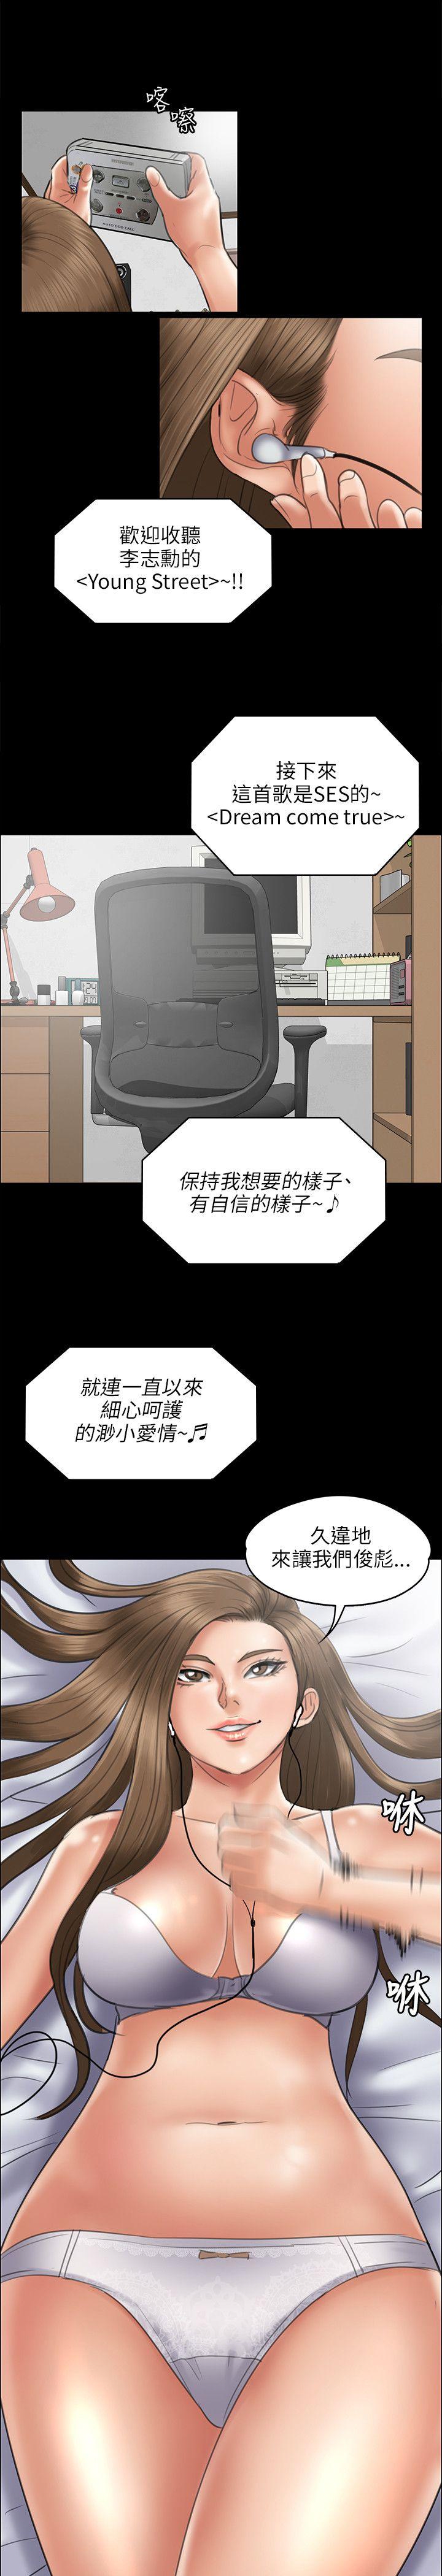 喀
嚓
歡迎收聽
李志勳的
<Young Street>~!!
接下來
這首歌是SES的~
<Dream come true>~
保持我想要的樣子、
有自信的樣子~♪
就連一直以來
細心呵護
的渺小愛情~♬
久違地
來讓我們俊彪...
咻
咻